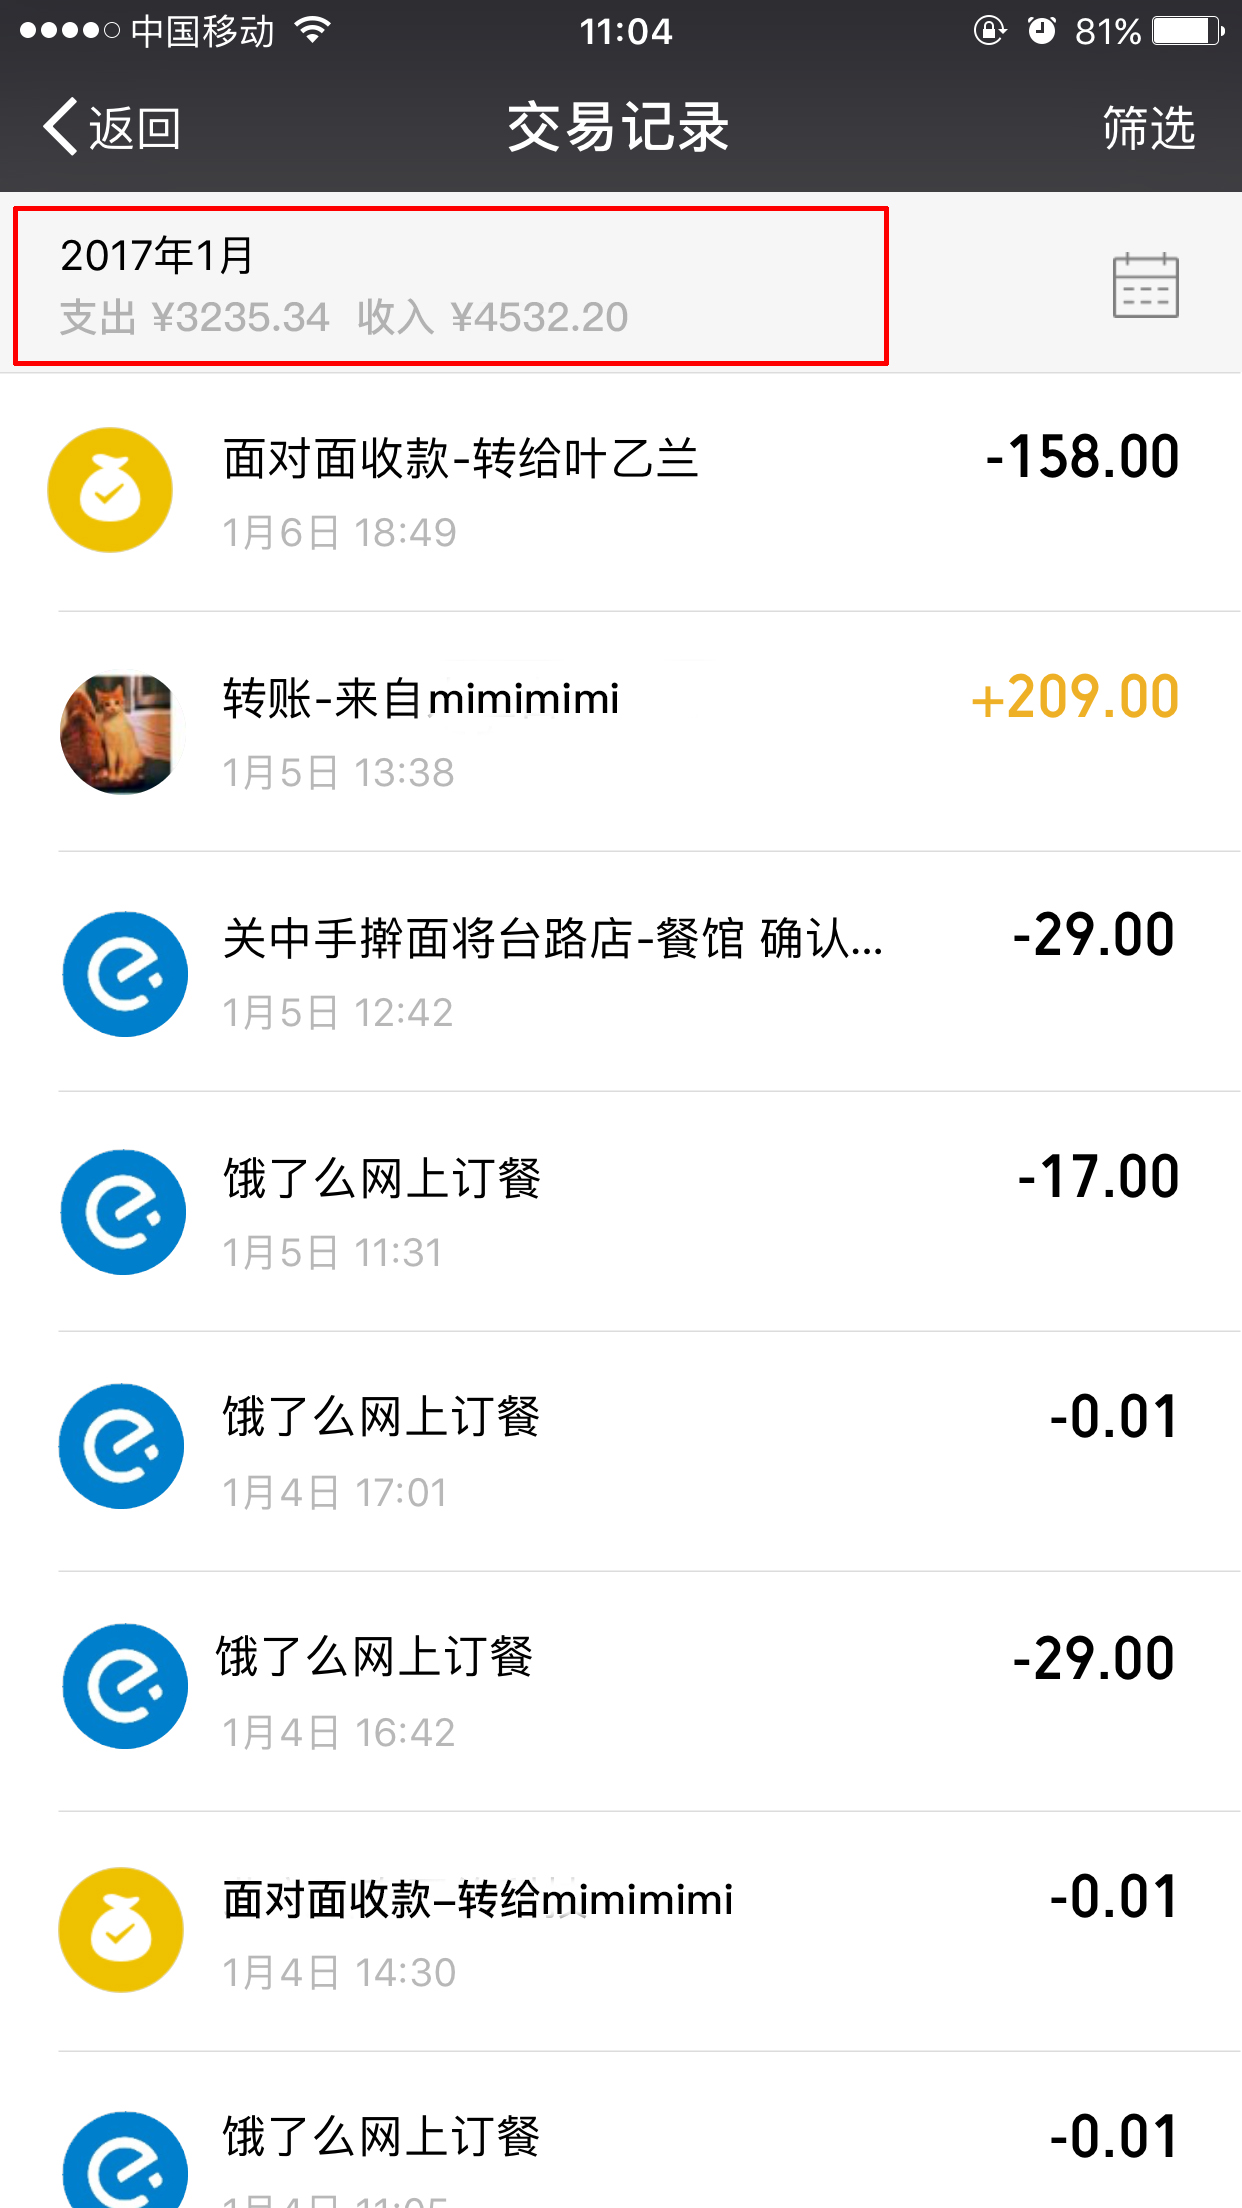 中国移动 11:04 81%
返回 交易记录 筛选
2017年1月
支出 ¥3235.34 收入 ¥4532.20
面对面收款-转给叶乙兰 -158.00
1月6日 18:49
转账-来自mimimimi +209.00
1月5日 13:38
关中手擀面将台路店-餐馆 确认... -29.00
1月5日 12:42
饿了么网上订餐 -17.00
1月5日 11:31
饿了么网上订餐 -0.01
1月4日 17:01
饿了么网上订餐 -29.00
1月4日 16:42
面对面收款-转给mimimimi -0.01
1月4日 14:30
饿了么网上订餐 -0.01
1月4日 11:05